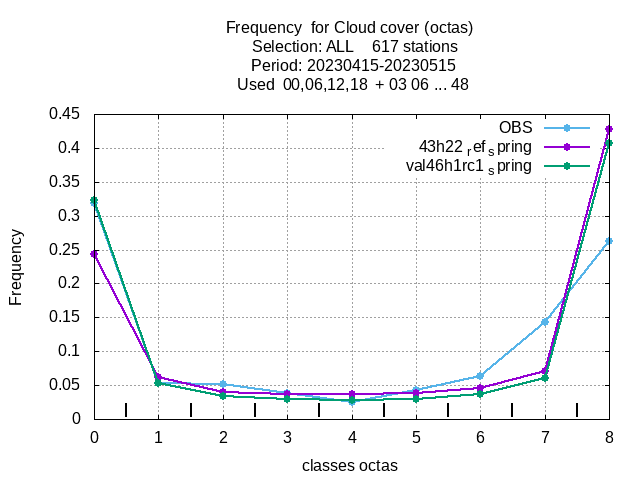 Frequency  for Cloud cover (octas)
Selection: ALL    617 stations
Period: 20230415-20230515
Used  00,06,12,18  + 03 06 ... 48
0.45
0.4
0.35
0.3
0.25
0.2
0.15
0.1
0.05
0
Frequency
OBS
43h22 ref spring
val46h1rc1 spring
0 1 2 3 4 5 6 7 8
classes octas